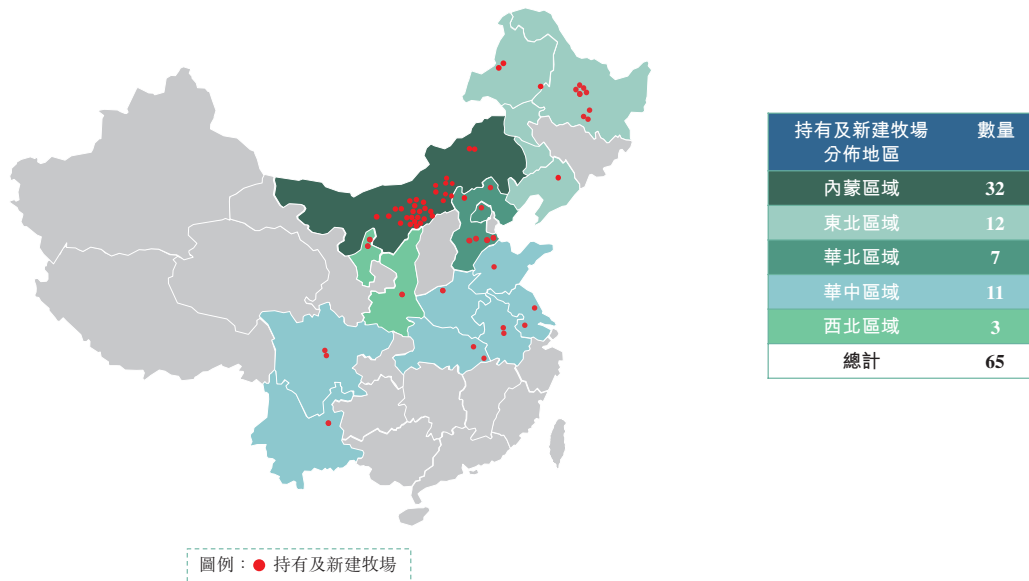 持有及新建牧場 數量
分佈地區
內蒙區域 32
東北區域 12
華北區域 7
華中區域 11
西北區域 3
總計 65
圖例：● 持有及新建牧場